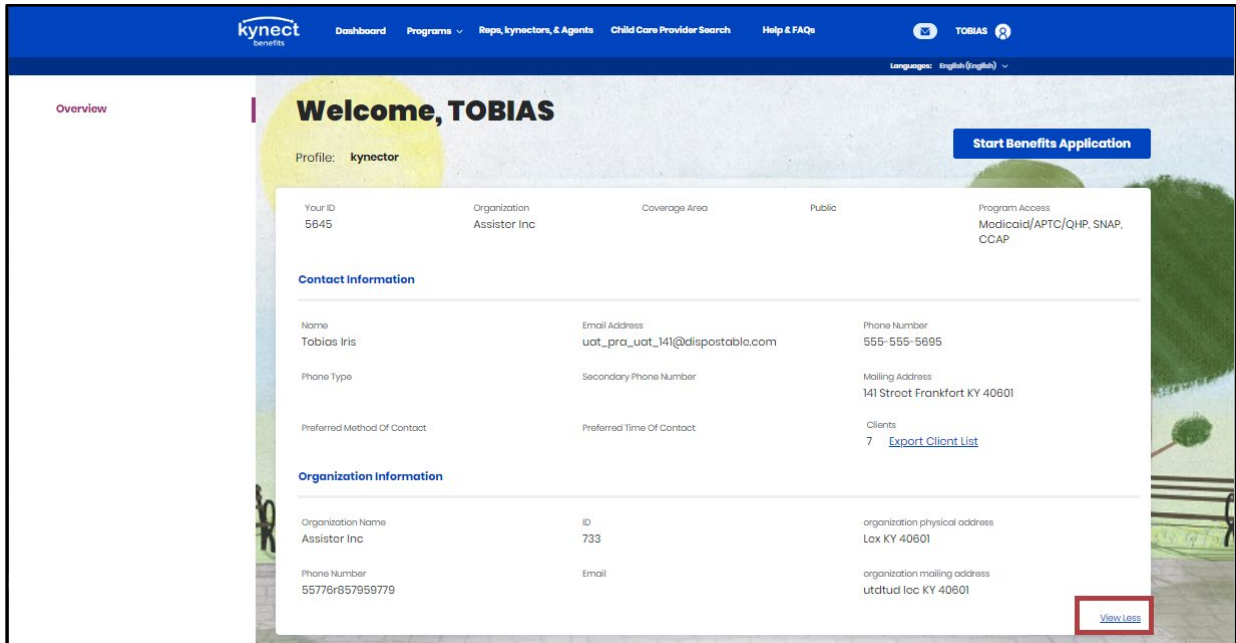 kynect
benefits
Dashboard Programs Reps, kynectors, & Agents Child Care Provider Search Help & FAQs TOBIAS
Languages: English (English)
Overview
Welcome, TOBIAS
Profile: kynector
Start Benefits Application
Your ID Organization Coverage Area Public Program Access
5645 Assister Inc Medicaid/APTC/QHP, SNAP,
CCAP
Contact Information
Name Email Address Phone Number
Tobias Iris uat_pra_uat_141@dispostable.com 555-555-5695
Phone Type Secondary Phone Number Mailing Address
141 Street Frankfort KY 40601
Preferred Method Of Contact Preferred Time Of Contact Clients
7 Export Client List
Organization Information
Organization Name ID organization physical address
Assister Inc 733 Lex KY 40601
Phone Number Email organization mailing address
55776r857959779 utdtud lec KY 40601
View Less